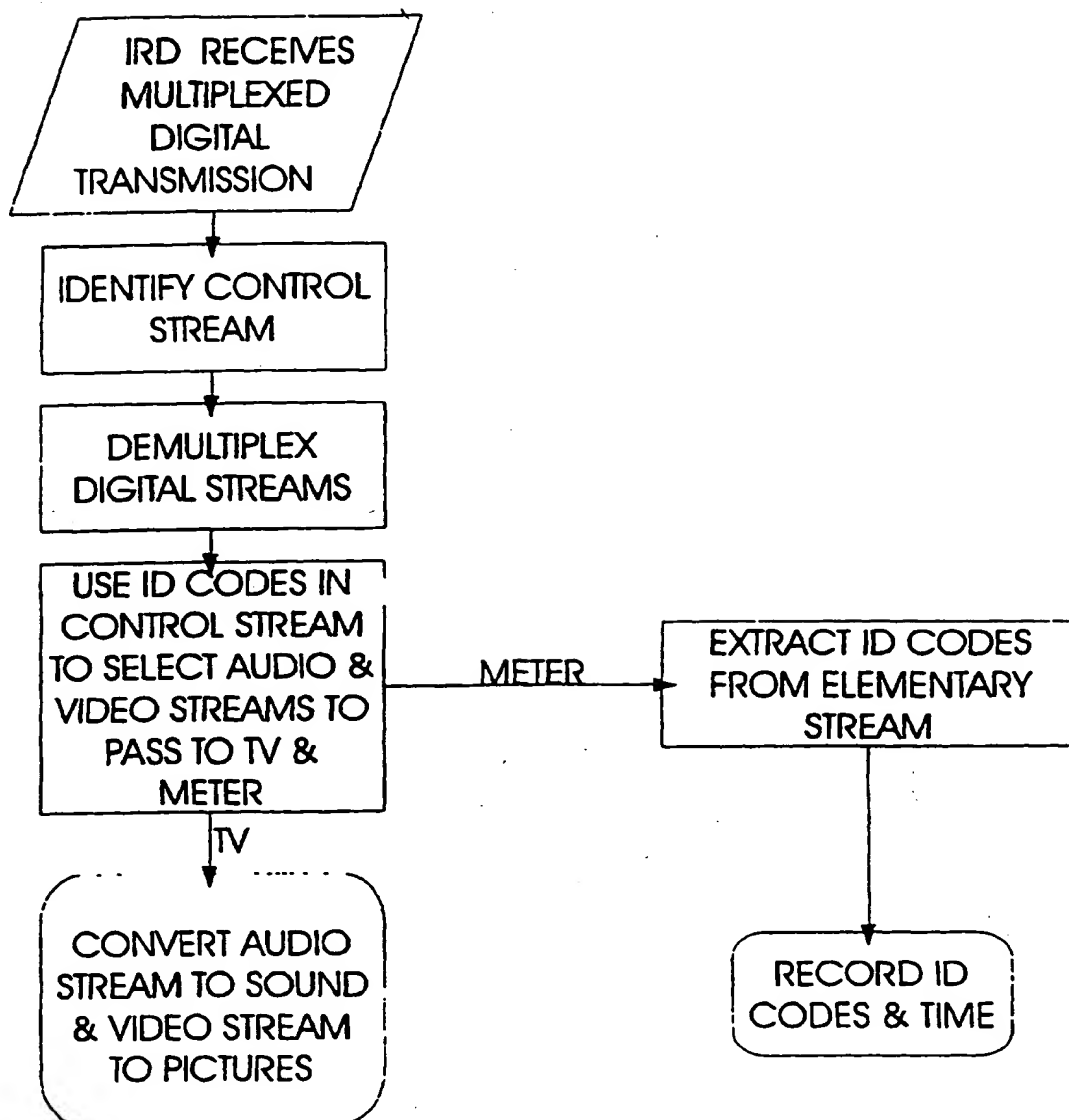 IRD RECEIVES
MULTIPLEXED
DIGITAL
TRANSMISSION
IDENTIFY CONTROL
STREAM
DEMULTIPLEX
DIGITAL STREAMS
USE ID CODES IN
CONTROL STREAM
TO SELECT AUDIO &
VIDEO STREAMS TO
PASS TO TV &
METER
METER
EXTRACT ID CODES
FROM ELEMENTARY
STREAM
TV
CONVERT AUDIO
STREAM TO SOUND
& VIDEO STREAM
TO PICTURES
RECORD ID
CODES & TIME